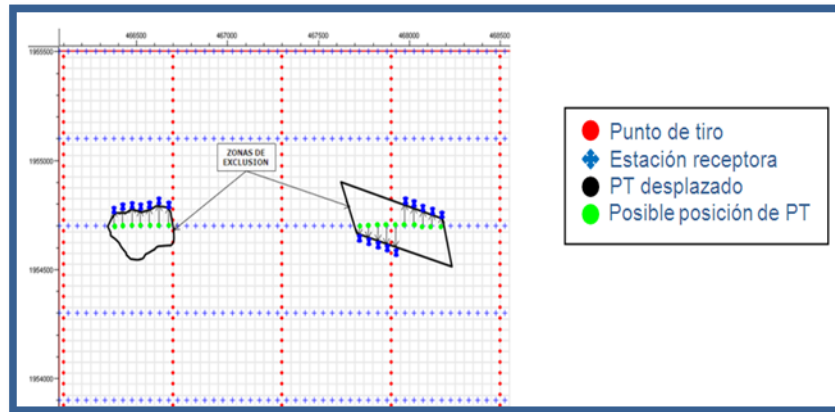 466500 467000 467500 468000 468500
1955500
1955000
ZONAS DE
EXCLUSION
1954500
1954000
Punto de tiro
Estación receptora
PT desplazado
Posible posición de PT